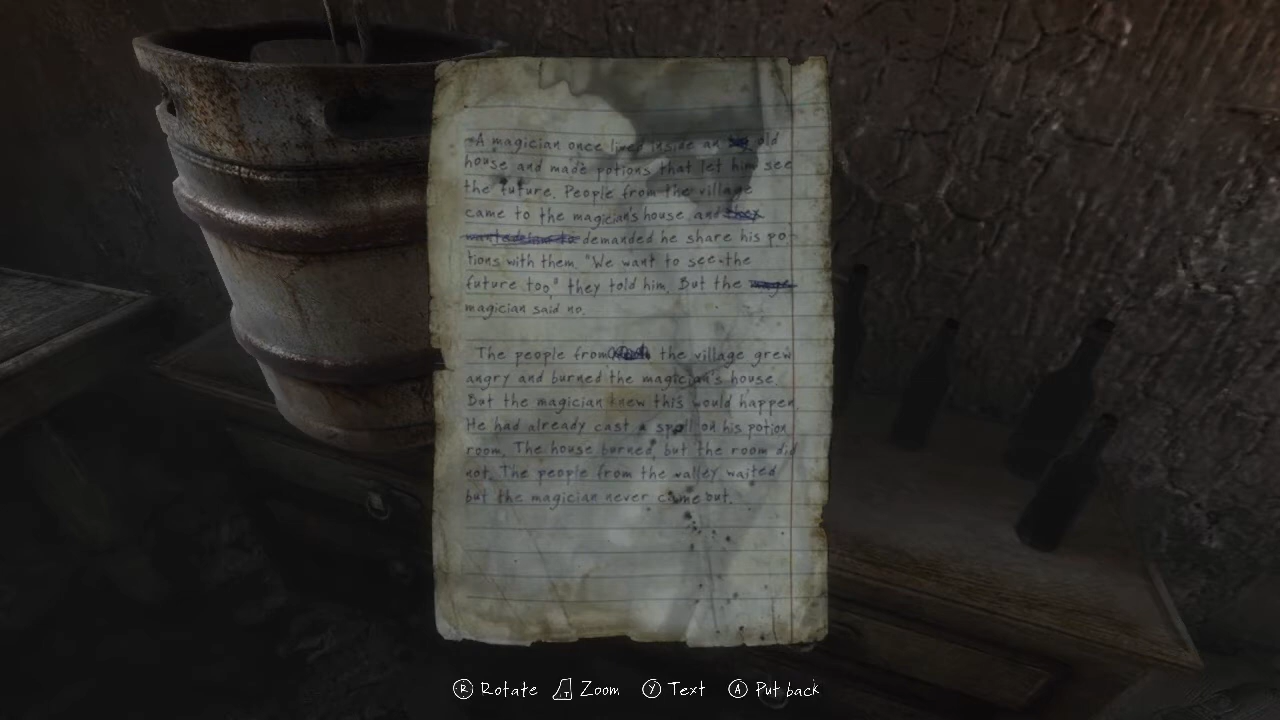 A magician once lived inside an old
house and made potions that let him see
the future. People from the village
came to the magician's house and they
demanded he share his po-
tions with them. "We want to see the
future too," they told him. But the
magician said no.
The people from the village grew
angry and burned the magician's house.
But the magician knew this would happen.
He had already cast a spell on his potion
room. The house burned, but the room did
not. The people from the valley waited
but the magician never came out.
R Rotate Zoom Y Text A Put back